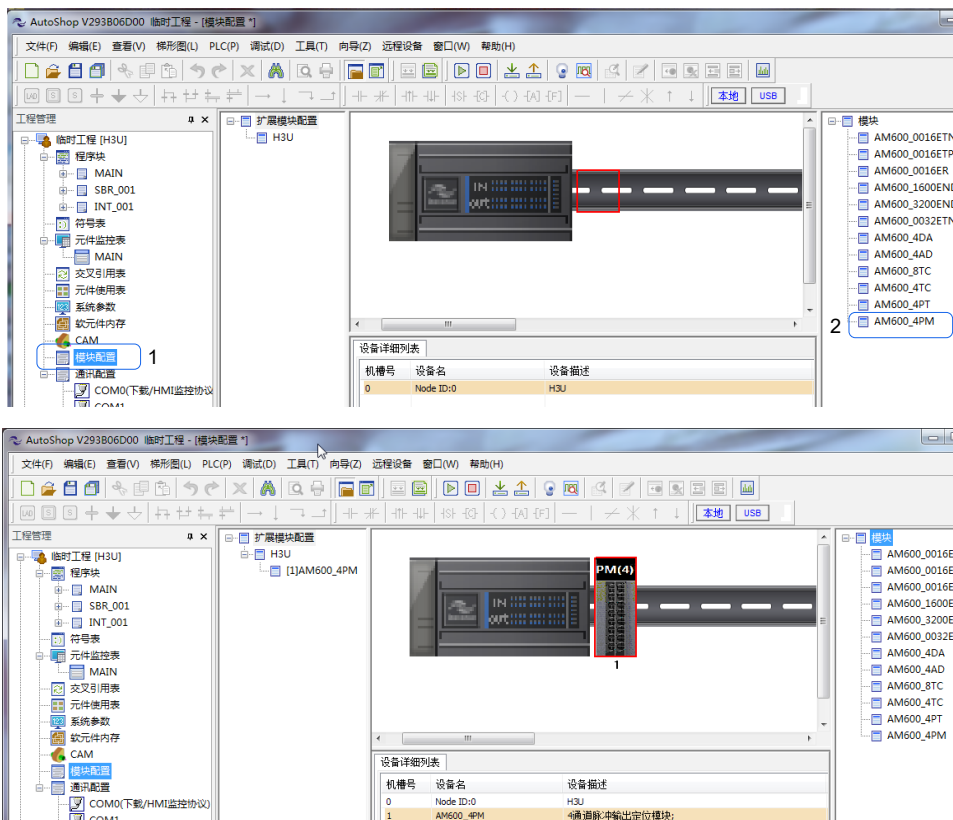 AutoShop V293B06D00 临时工程 - [模块配置 *]
文件(F) 编辑(E) 查看(V) 梯形图(L) PLC(P) 调试(D) 工具(T) 向导(Z) 远程设备 窗口(W) 帮助(H)
本地 USB
工程管理
临时工程 [H3U]
程序块
MAIN
SBR_001
INT_001
符号表
元件监控表
MAIN
交叉引用表
元件使用表
系统参数
软元件内存
CAM
模块配置
1
通讯配置
COM0(下载/HMI监控协议
COM1
扩展模块配置
H3U
IN
out
设备详细列表
机槽号 设备名 设备描述
0 Node ID:0 H3U
模块
AM600_0016ETN
AM600_0016ETP
AM600_0016ER
AM600_1600END
AM600_3200END
AM600_0032ETN
AM600_4DA
AM600_4AD
AM600_8TC
AM600_4TC
AM600_4PT
2
AM600_4PM
AutoShop V293B06D00 临时工程 - [模块配置 *]
文件(F) 编辑(E) 查看(V) 梯形图(L) PLC(P) 调试(D) 工具(T) 向导(Z) 远程设备 窗口(W) 帮助(H)
本地 USB
工程管理
临时工程 [H3U]
程序块
MAIN
SBR_001
INT_001
符号表
元件监控表
MAIN
交叉引用表
元件使用表
系统参数
软元件内存
CAM
模块配置
通讯配置
COM0(下载/HMI监控协议)
COM1
扩展模块配置
H3U
[1]AM600_4PM
PM(4)
IN
out
1
设备详细列表
机槽号 设备名 设备描述
0 Node ID:0 H3U
1 AM600_4PM 4通道脉冲输出定位模块;
模块
AM600_0016E
AM600_0016E
AM600_0016E
AM600_1600E
AM600_3200E
AM600_0032E
AM600_4DA
AM600_4AD
AM600_8TC
AM600_4TC
AM600_4PT
AM600_4PM